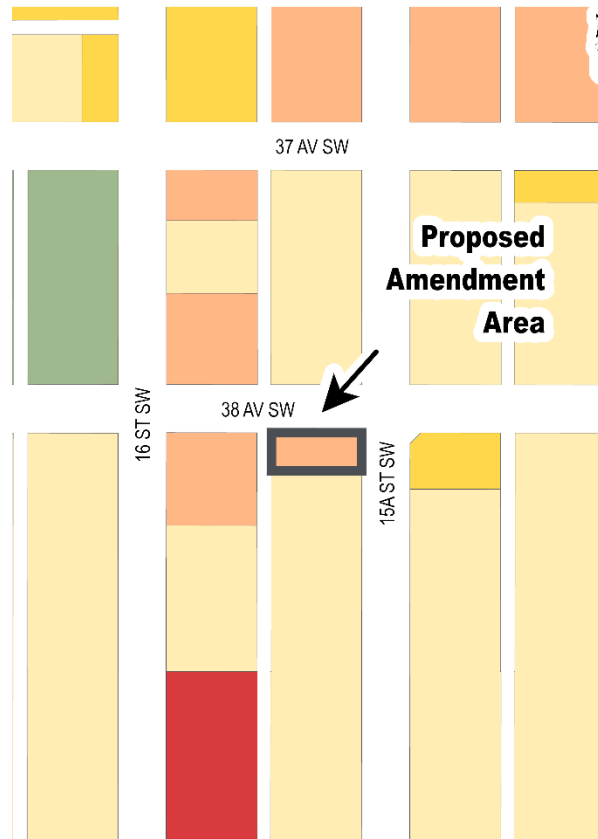 37 AV SW
Proposed
Amendment
Area
38 AV SW
16 ST SW
15A ST SW